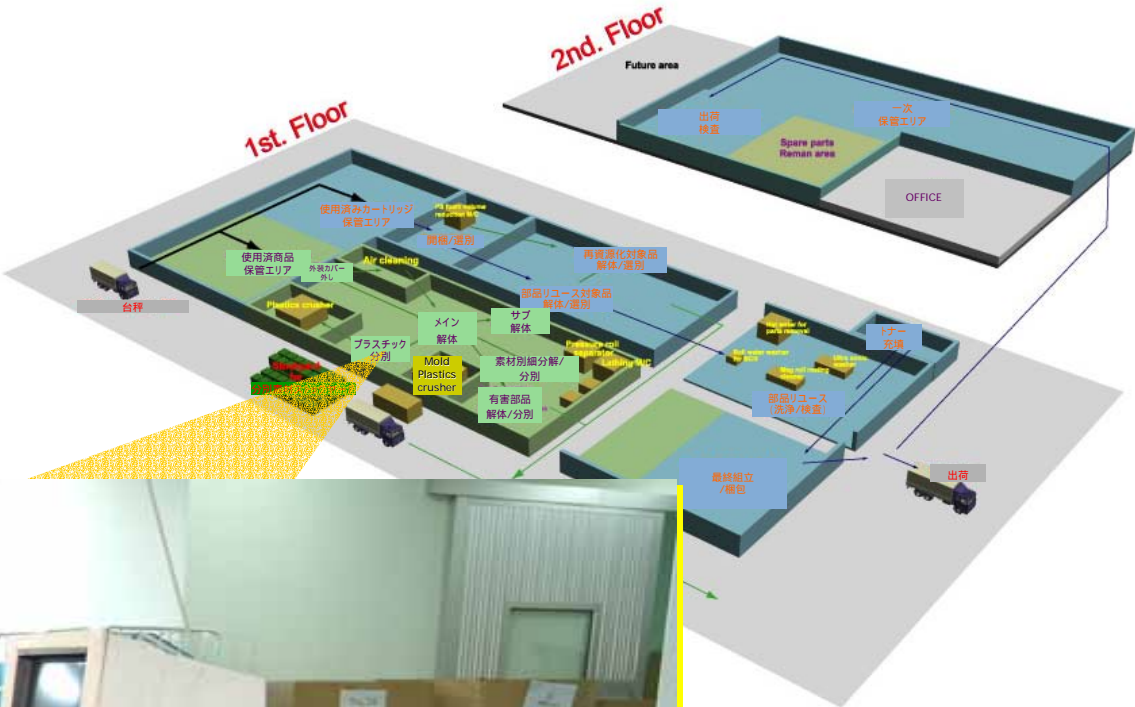 2nd. Floor
Future area
出荷
検査
一次
保管エリア
Spare parts
Reman area
OFFICE
1st. Floor
使用済みカートリッジ
保管エリア
開梱/選別
使用済商品
保管エリア
外装カバー
外し
Air cleaning
再資源化対象品
解体/選別
部品リユース対象品
解体/選別
台秤
Plastics crusher
メイン
解体
サブ
解体
プラスチック
分別
Mold
Plastics
crusher
Pressure roll
separator
Lathing M/C
素材別細分解/
分別
有害部品
解体/分別
トナー
充填
部品リユース
(洗浄/検査)
最終組立
/梱包
出荷